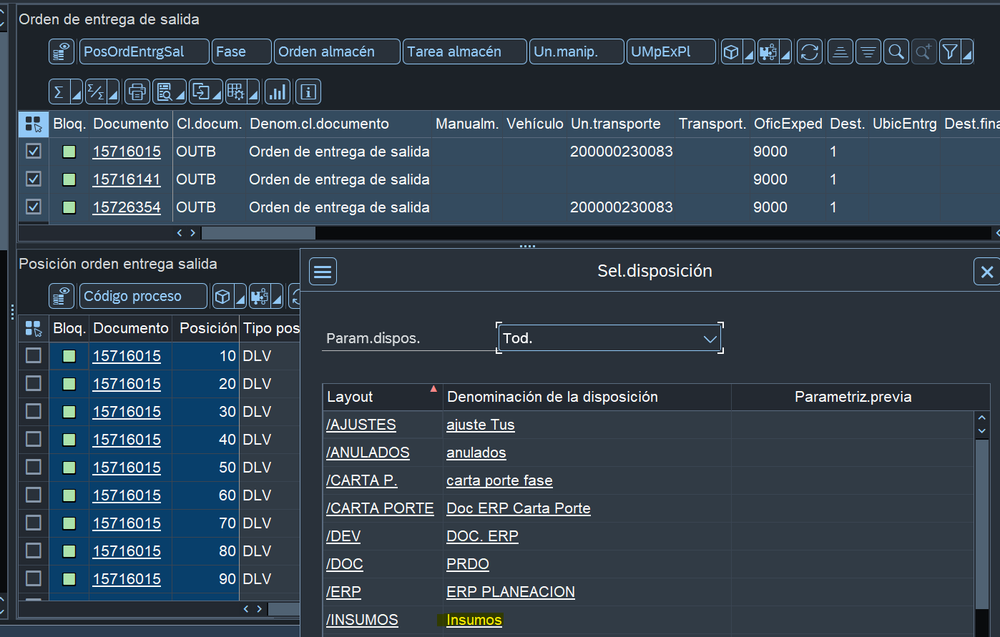 Orden de entrega de salida
PosOrdEntrgSal Fase Orden almacén Tarea almacén Un.manip. UMpExPl
Bloq. Documento Cl.docum. Denom.cl.documento Manualm. Vehículo Un.transporte Transport. OficExped Dest. UbicEntrg Dest.fina
15716015 OUTB Orden de entrega de salida 200000230083 9000 1
15716141 OUTB Orden de entrega de salida 9000 1
15726354 OUTB Orden de entrega de salida 200000230083 9000 1
Posición orden entrega salida
Código proceso
Bloq. Documento Posición Tipo pos
15716015 10 DLV
15716015 20 DLV
15716015 30 DLV
15716015 40 DLV
15716015 50 DLV
15716015 60 DLV
15716015 70 DLV
15716015 80 DLV
15716015 90 DLV
Sel.disposición
Param.dispos. Tod.
Layout Denominación de la disposición Parametriz.previa
/AJUSTES ajuste Tus
/ANULADOS anulados
/CARTA P. carta porte fase
/CARTA PORTE Doc ERP Carta Porte
/DEV DOC. ERP
/DOC PRDO
/ERP ERP PLANEACION
/INSUMOS Insumos